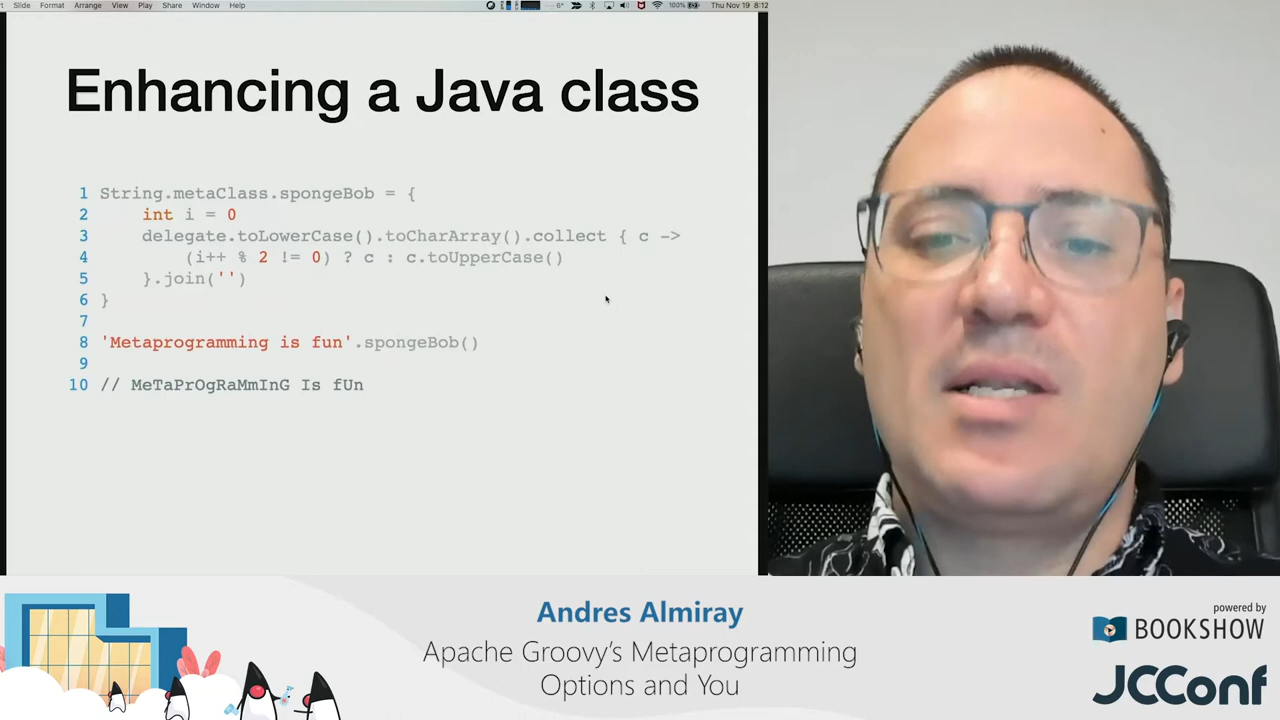 Slide Format Arrange View Play Share Window Help
100% Thu Nov 19 8:12
Enhancing a Java class
1 String.metaClass.spongeBob = {
2 int i = 0
3 delegate.toLowerCase().toCharArray().collect { c ->
4 (i++ % 2 != 0) ? c : c.toUpperCase()
5 }.join('')
6 }
7
8 'Metaprogramming is fun'.spongeBob()
9
10 // MeTaPrOgRaMmInG Is fUn
Andres Almiray
Apache Groovy’s Metaprogramming
Options and You
powered by
BOOKSHOW
JCConf